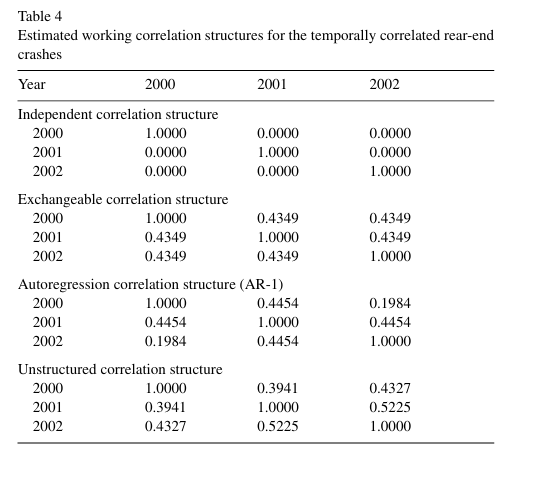 Table 4
Estimated working correlation structures for the temporally correlated rear-end
crashes
Year 2000 2001 2002
Independent correlation structure
2000 1.0000 0.0000 0.0000
2001 0.0000 1.0000 0.0000
2002 0.0000 0.0000 1.0000
Exchangeable correlation structure
2000 1.0000 0.4349 0.4349
2001 0.4349 1.0000 0.4349
2002 0.4349 0.4349 1.0000
Autoregression correlation structure (AR-1)
2000 1.0000 0.4454 0.1984
2001 0.4454 1.0000 0.4454
2002 0.1984 0.4454 1.0000
Unstructured correlation structure
2000 1.0000 0.3941 0.4327
2001 0.3941 1.0000 0.5225
2002 0.4327 0.5225 1.0000